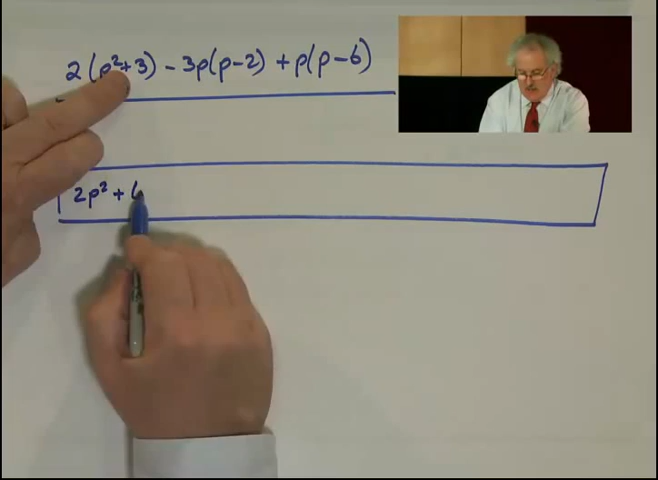 2(p²+3) - 3p(p-2) + p(p-6)
2p² + 6